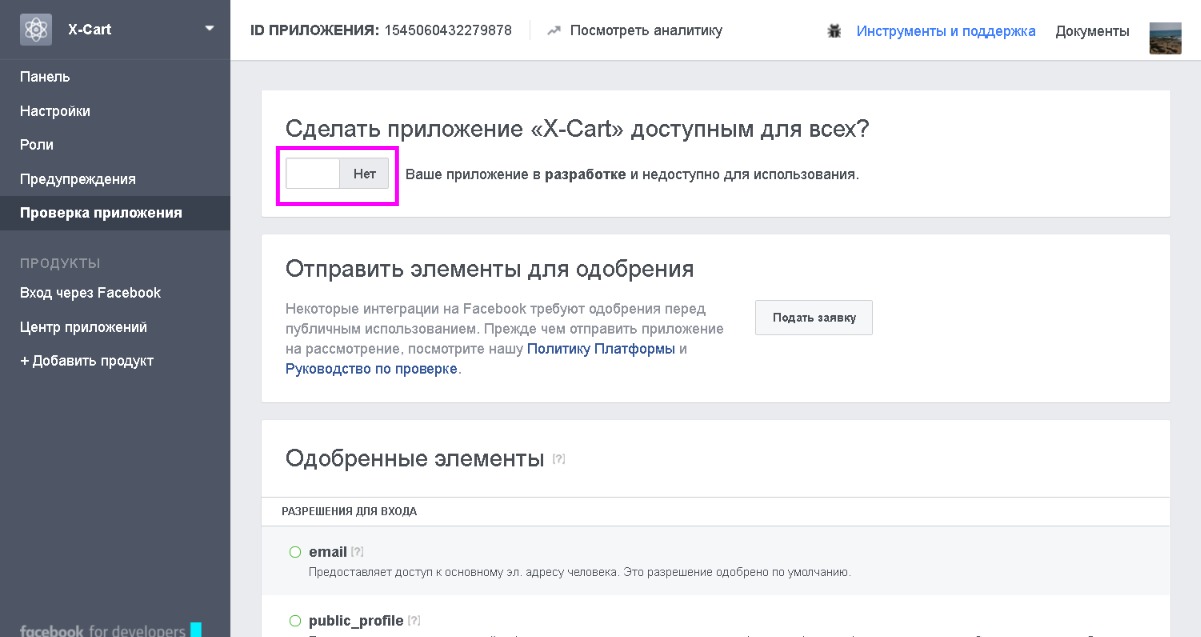 X-Cart
ID ПРИЛОЖЕНИЯ: 1545060432279878
Посмотреть аналитику
Инструменты и поддержка
Документы
Панель
Настройки
Роли
Предупреждения
Проверка приложения
ПРОДУКТЫ
Вход через Facebook
Центр приложений
+ Добавить продукт
facebook for developers
Сделать приложение «X-Cart» доступным для всех?
Нет
Ваше приложение в разработке и недоступно для использования.
Отправить элементы для одобрения
Некоторые интеграции на Facebook требуют одобрения перед
публичным использованием. Прежде чем отправить приложение
на рассмотрение, посмотрите нашу Политику Платформы и
Руководство по проверке.
Подать заявку
Одобренные элементы [?]
РАЗРЕШЕНИЯ ДЛЯ ВХОДА
email [?]
Предоставляет доступ к основному эл. адресу человека. Это разрешение одобрено по умолчанию.
public_profile [?]